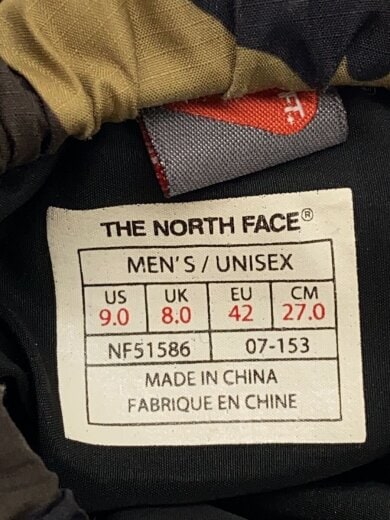 FT.
THE NORTH FACE®
MEN'S / UNISEX
US UK EU CM
9.0 8.0 42 27.0
NF51586 07-153
MADE IN CHINA
FABRIQUE EN CHINE